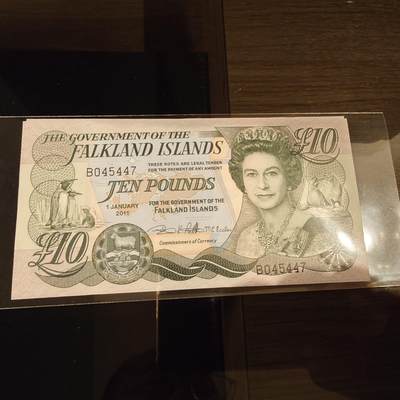 THE GOVERNMENT OF THE
FALKLAND ISLANDS
£10
B045447
THESE NOTES ARE LEGAL TENDER
FOR THE PAYMENT OF ANY AMOUNT
TEN POUNDS
1 JANUARY
2011
FOR THE GOVERNMENT OF THE
FALKLAND ISLANDS
£10
Commissioners of Currency
B045447